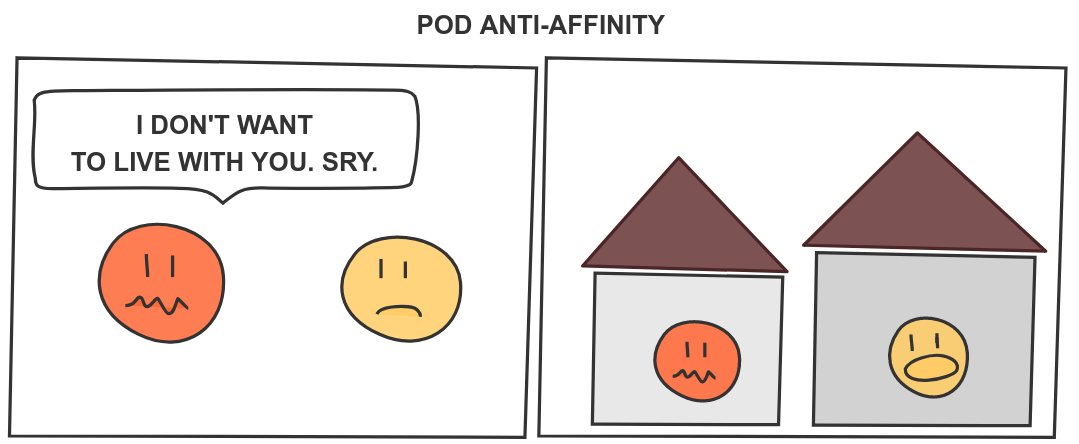 POD ANTI-AFFINITY
I DON'T WANT
TO LIVE WITH YOU. SRY.